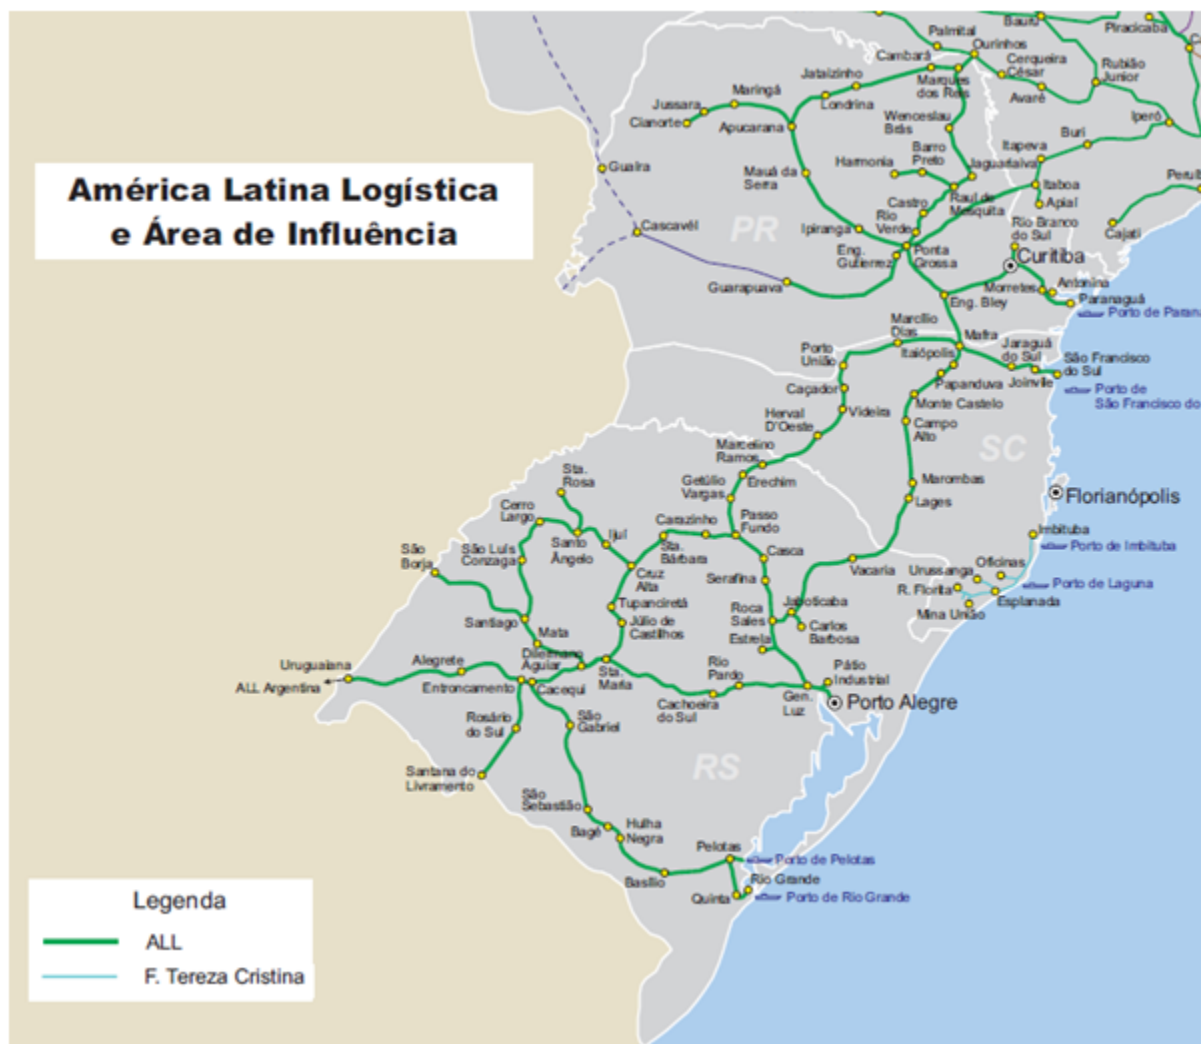 América Latina Logística
e Área de Influência
Palmital
Bauru
Piracicaba
Ourinhos
Cambará
Cerqueira
César
Rubião
Junior
Jataizinho
Marques
dos Reis
Maringá
Londrina
Avaré
Jussara
Cianorte
Apucarana
Wenceslau
Brás
Iperó
Buri
Itapeva
Barro
Preto
Harmonia
Jaguariaiva
Guaíra
Mauá da
Serra
Itaboa
Raul de
Mesquita
Apiaí
Castro
Rio
Verde
Rio Branco
do Sul
Cajati
Cascavél
PR
Ipiranga
Eng.
Gutierrez
Ponta
Grossa
Curitiba
Guarapuava
Morretes
Antonina
Eng. Bley
Paranaguá
Marcílio
Dias
Mafra
Porto
União
Itaiópolis
Jaraguá
do Sul
São Francisco
do Sul
Caçador
Papanduva
Joinvile
Porto de
São Francisco do
Monte Castelo
Videira
Herval
D'Oeste
Campo
Alto
SC
Marcelino
Ramos
Erechim
Sta.
Rosa
Getúlio
Vargas
Marombas
Lages
Florianópolis
Cerro
Largo
Ijuí
Carazinho
Passo
Fundo
Imbituba
Porto de Imbituba
Santo
Ângelo
Sta.
Bárbara
São Luís
Conzaga
São
Borja
Casca
Cruz
Alta
Serafina
Vacaria
Urussanga
Oficinas
R. Florita
Porto de Laguna
Esplanada
Mina União
Tupanciretã
Júlio de
Castilhos
Santiago
Roca
Sales
Jaboticaba
Carlos
Barbosa
Mata
Dilermano
Aguiar
Estrela
Uruguaiana
ALL Argentina
Alegrete
Entroncamento
Cacequi
Sta.
Maria
Rio
Pardo
Pátio
Industrial
Cachoeira
do Sul
Gen.
Luz
Porto Alegre
Rosário
do Sul
São
Gabriel
RS
Santana do
Livramento
São
Sebastião
Bagé
Hulha
Negra
Pelotas
Porto de Pelotas
Basílio
Rio Grande
Quinta
Porto de Rio Grande
Legenda
ALL
F. Tereza Cristina